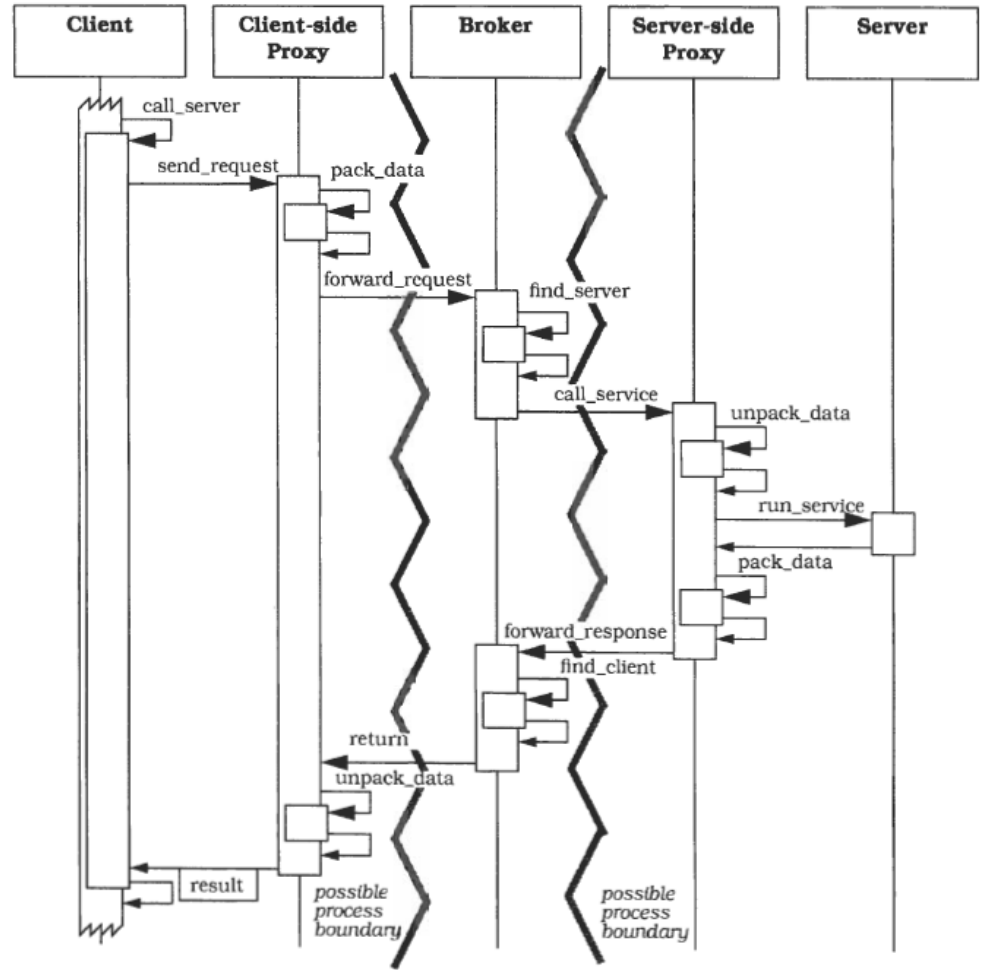 Client
Client-side
Proxy
Broker
Server-side
Proxy
Server
call_server
send_request
pack_data
forward_request
find_server
call_service
unpack_data
run_service
pack_data
forward_response
find_client
return
unpack_data
result
possible
process
boundary
possible
process
boundary